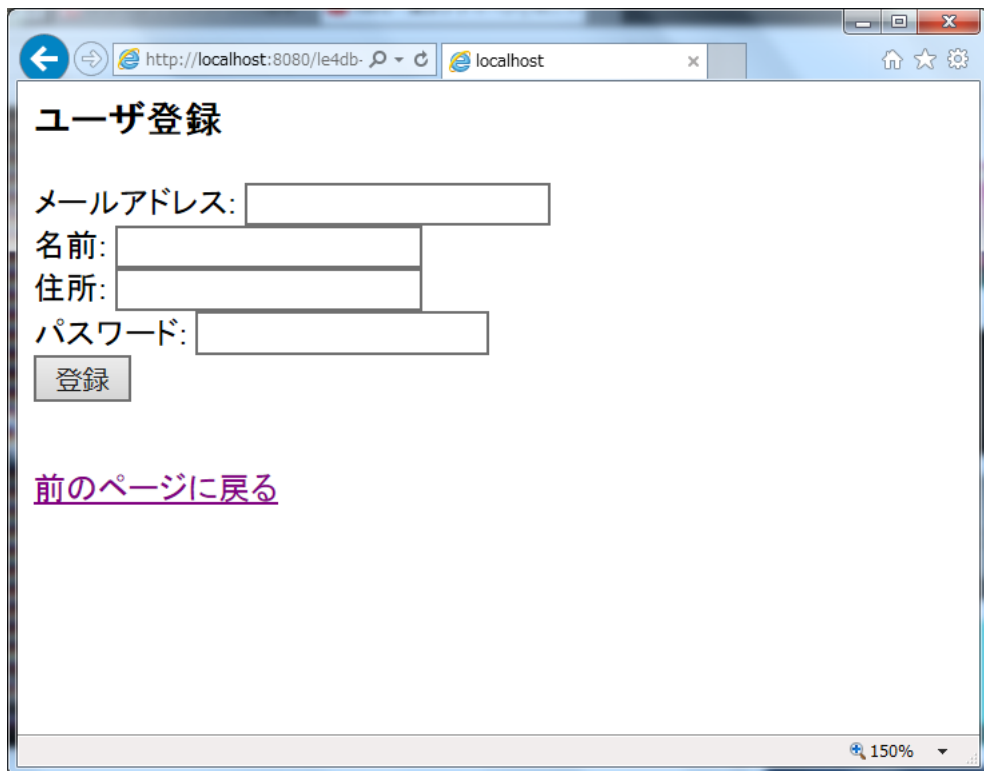 http://localhost:8080/le4db-
localhost
ユーザ登録
メールアドレス:
名前:
住所:
パスワード:
登録
前のページに戻る
150%